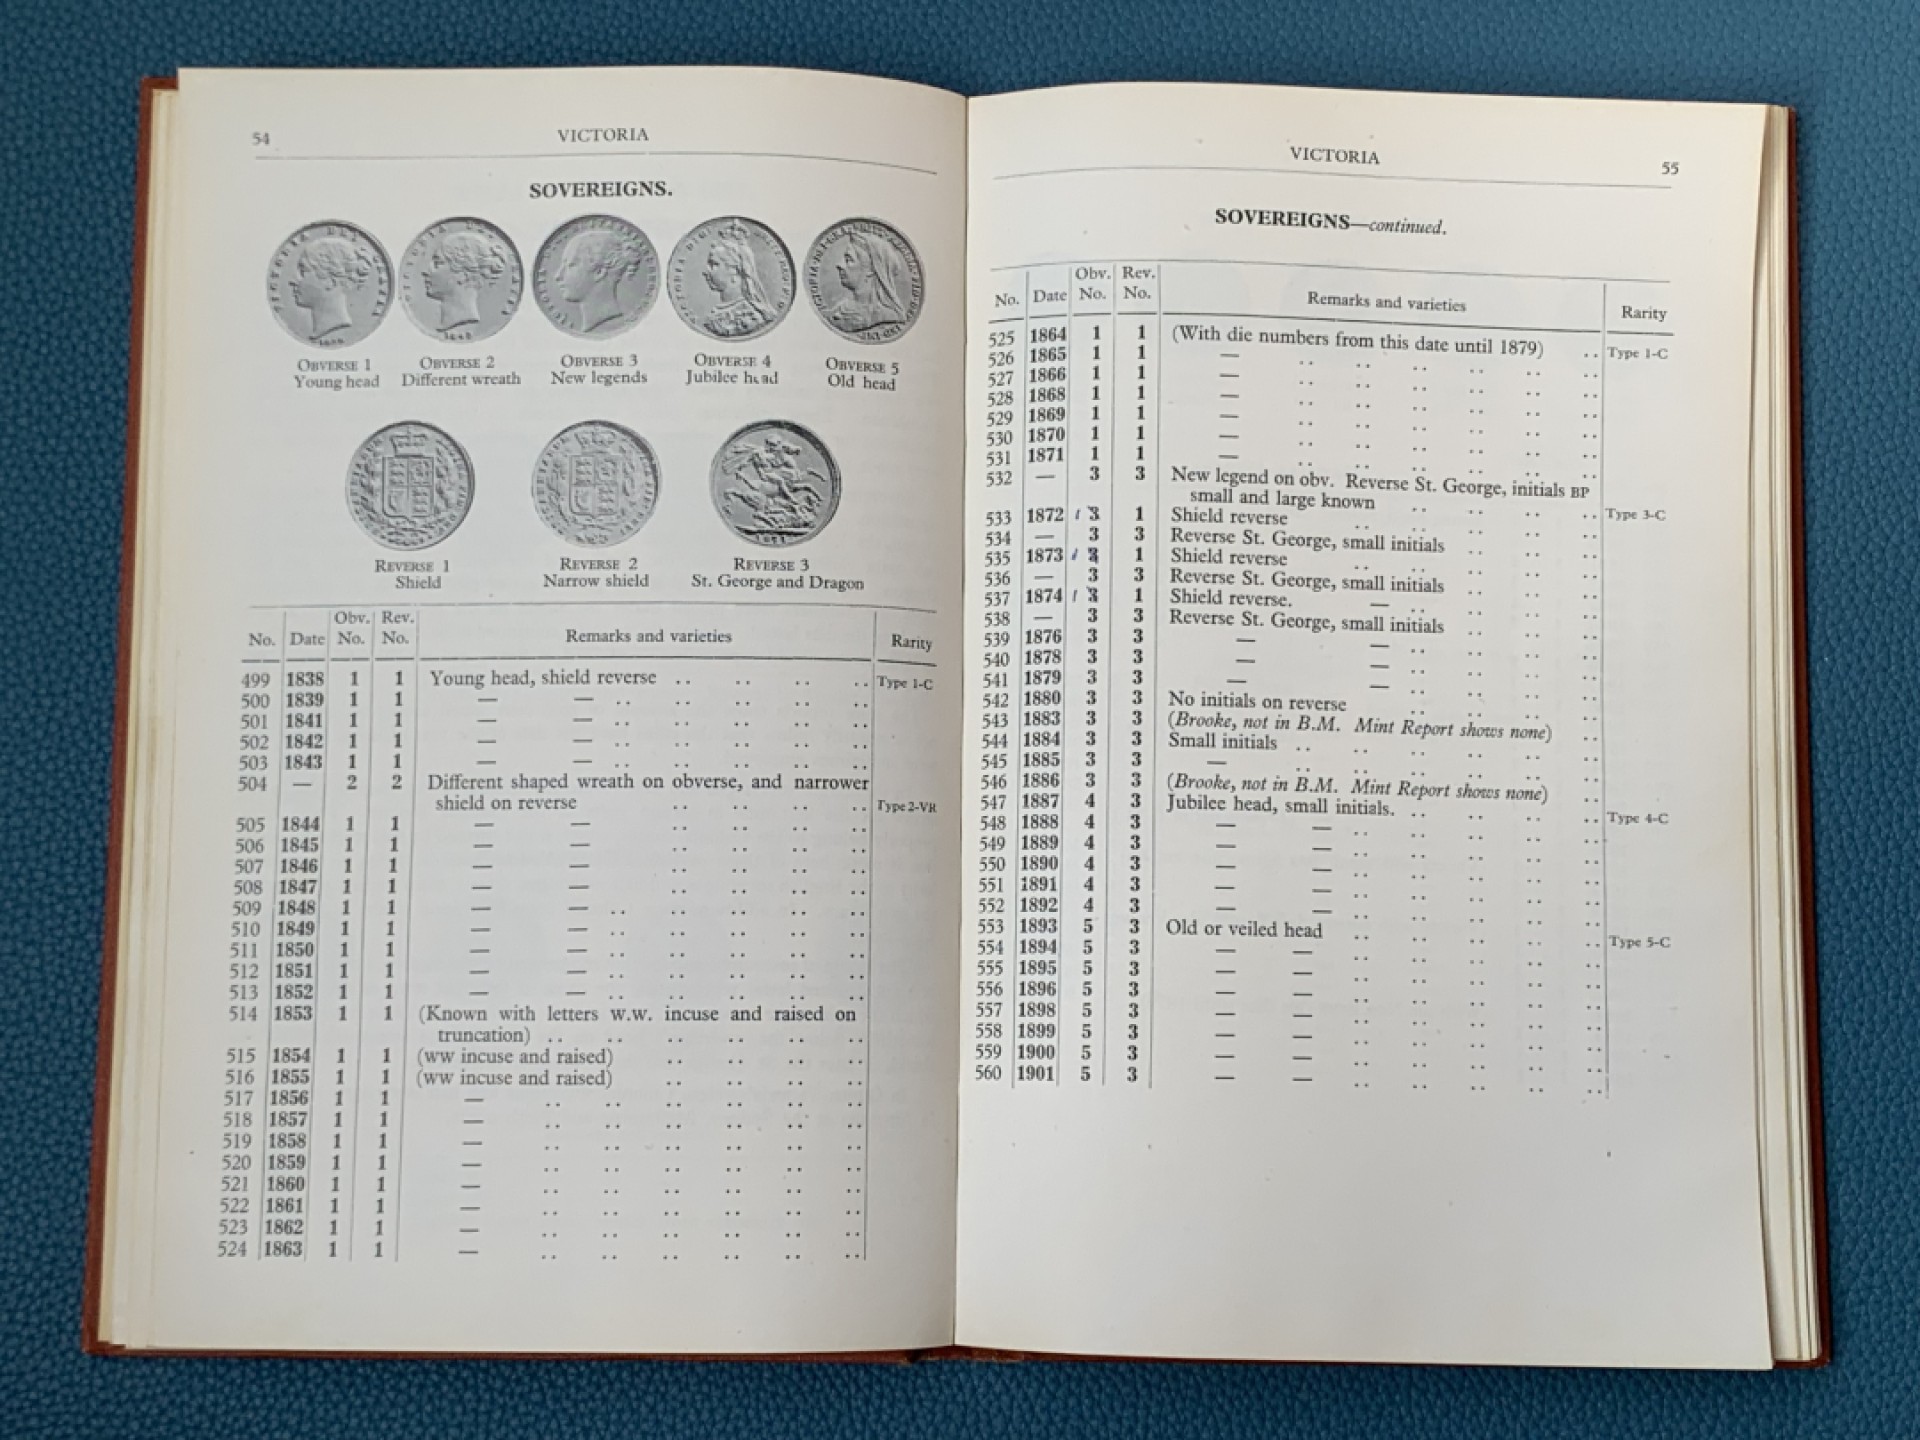 54
VICTORIA
SOVEREIGNS.
OBVERSE 1 OBVERSE 2 OBVERSE 3 OBVERSE 4 OBVERSE 5
Young head Different wreath New legends Jubilee head Old head
REVERSE 1 REVERSE 2 REVERSE 3
Shield Narrow shield St. George and Dragon
No. Date Obv. No. Rev. No. Remarks and varieties Rarity
499 1838 1 1 Young head, shield reverse .. .. .. .. Type 1-C
500 1839 1 1 — — .. .. .. .. ..
501 1841 1 1 — — .. .. .. .. ..
502 1842 1 1 — — .. .. .. .. ..
503 1843 1 1 — — .. .. .. .. ..
504 — 2 2 Different shaped wreath on obverse, and narrower
shield on reverse .. .. .. .. Type 2-VR
505 1844 1 1 — — .. .. .. ..
506 1845 1 1 — — .. .. .. ..
507 1846 1 1 — — .. .. .. ..
508 1847 1 1 — — .. .. .. ..
509 1848 1 1 — — .. .. .. .. ..
510 1849 1 1 — — .. .. .. .. ..
511 1850 1 1 — — .. .. .. .. ..
512 1851 1 1 — — .. .. .. .. ..
513 1852 1 1 — — .. .. .. .. ..
514 1853 1 1 (Known with letters W.W. incuse and raised on
truncation) .. .. .. .. .. ..
515 1854 1 1 (WW incuse and raised) .. .. .. ..
516 1855 1 1 (WW incuse and raised) .. .. .. ..
517 1856 1 1 — .. .. .. .. .. ..
518 1857 1 1 — .. .. .. .. .. ..
519 1858 1 1 — .. .. .. .. .. ..
520 1859 1 1 — .. .. .. .. .. ..
521 1860 1 1 — .. .. .. .. .. ..
522 1861 1 1 — .. .. .. .. .. ..
523 1862 1 1 — .. .. .. .. .. ..
524 1863 1 1 — .. .. .. .. .. ..
VICTORIA
55
SOVEREIGNS—continued.
No. Date Obv. No. Rev. No. Remarks and varieties Rarity
525 1864 1 1 (With die numbers from this date until 1879) .. Type 1-C
526 1865 1 1 — .. .. .. .. .. ..
527 1866 1 1 — .. .. .. .. .. ..
528 1868 1 1 — .. .. .. .. .. ..
529 1869 1 1 — .. .. .. .. .. ..
530 1870 1 1 — .. .. .. .. .. ..
531 1871 1 1 — .. .. .. .. .. ..
532 — 3 3 New legend on obv. Reverse St. George, initials BP
small and large known .. .. .. .. Type 3-C
533 1872 1 3 1 Shield reverse .. .. .. .. ..
534 — 3 3 Reverse St. George, small initials .. .. ..
535 1873 1 3 1 Shield reverse .. .. .. .. ..
536 — 3 3 Reverse St. George, small initials .. .. ..
537 1874 1 3 1 Shield reverse. — .. .. .. ..
538 — 3 3 Reverse St. George, small initials .. .. ..
539 1876 3 3 — — .. .. .. ..
540 1878 3 3 — — .. .. .. ..
541 1879 3 3 — — .. .. .. ..
542 1880 3 3 No initials on reverse .. .. .. ..
543 1883 3 3 (Brooke, not in B.M. Mint Report shows none) ..
544 1884 3 3 Small initials .. .. .. .. .. ..
545 1885 3 3 — .. .. .. .. .. ..
546 1886 3 3 (Brooke, not in B.M. Mint Report shows none) ..
547 1887 4 3 Jubilee head, small initials. .. .. .. .. Type 4-C
548 1888 4 3 — — .. .. .. .. ..
549 1889 4 3 — — .. .. .. .. ..
550 1890 4 3 — — .. .. .. .. ..
551 1891 4 3 — — .. .. .. .. ..
552 1892 4 3 — — .. .. .. .. ..
553 1893 5 3 Old or veiled head .. .. .. .. .. Type 5-C
554 1894 5 3 — — .. .. .. .. ..
555 1895 5 3 — — .. .. .. .. ..
556 1896 5 3 — — .. .. .. .. ..
557 1898 5 3 — — .. .. .. .. ..
558 1899 5 3 — — .. .. .. .. ..
559 1900 5 3 — — .. .. .. .. ..
560 1901 5 3 — — .. .. .. .. ..